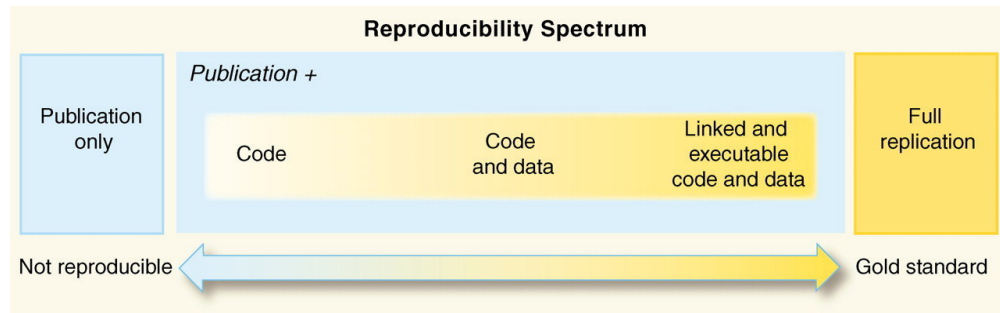 Reproducibility Spectrum
Publication
only
Publication +
Code
Code
and data
Linked and
executable
code and data
Full
replication
Not reproducible
Gold standard